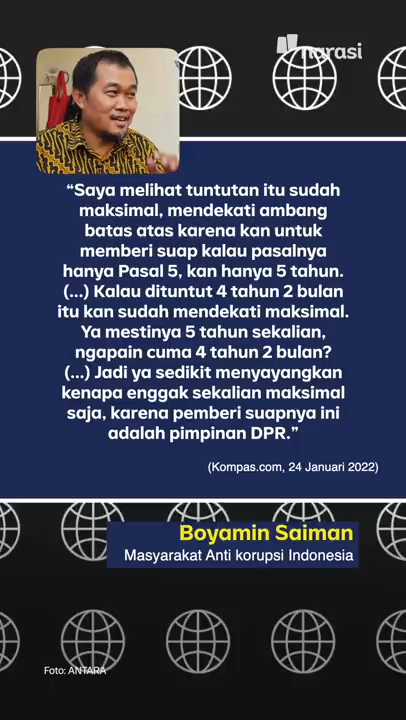 narasi
“Saya melihat tuntutan itu sudah
maksimal, mendekati ambang
batas atas karena kan untuk
memberi suap kalau pasalnya
hanya Pasal 5, kan hanya 5 tahun.
(...) Kalau dituntut 4 tahun 2 bulan
itu kan sudah mendekati maksimal.
Ya mestinya 5 tahun sekalian,
ngapain cuma 4 tahun 2 bulan?
(...) Jadi ya sedikit menyayangkan
kenapa enggak sekalian maksimal
saja, karena pemberi suapnya ini
adalah pimpinan DPR.”
(Kompas.com, 24 Januari 2022)
Boyamin Saiman
Masyarakat Anti korupsi Indonesia
Foto: ANTARA